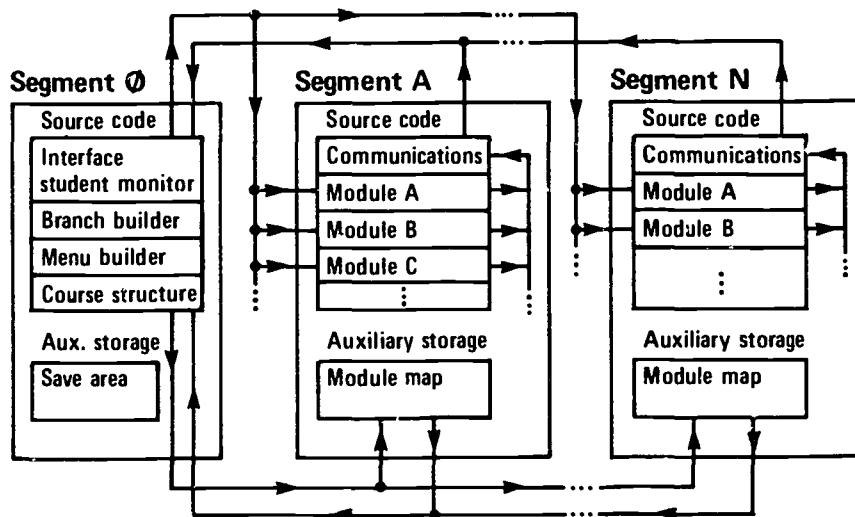 Segment Ø
Source code
Interface
student monitor
Branch builder
Menu builder
Course structure
Aux. storage
Save area
Segment A
Source code
Communications
Module A
Module B
Module C
Auxiliary storage
Module map
Segment N
Source code
Communications
Module A
Module B
Auxiliary storage
Module map